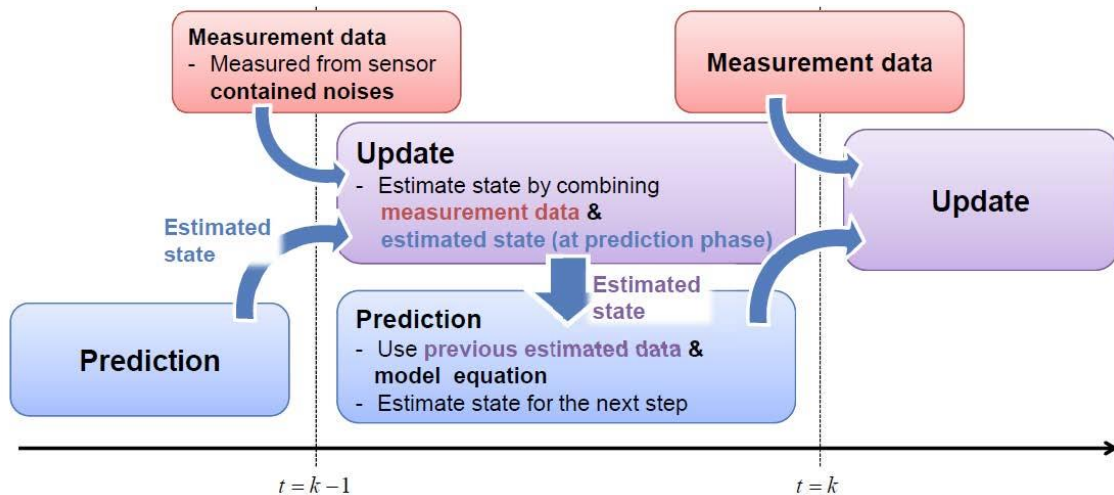 Measurement data
- Measured from sensor
contained noises
Measurement data
Update
- Estimate state by combining
measurement data &
estimated state (at prediction phase)
Update
Estimated
state
Estimated
state
Prediction
Prediction
- Use previous estimated data &
model equation
- Estimate state for the next step
t = k − 1
t = k